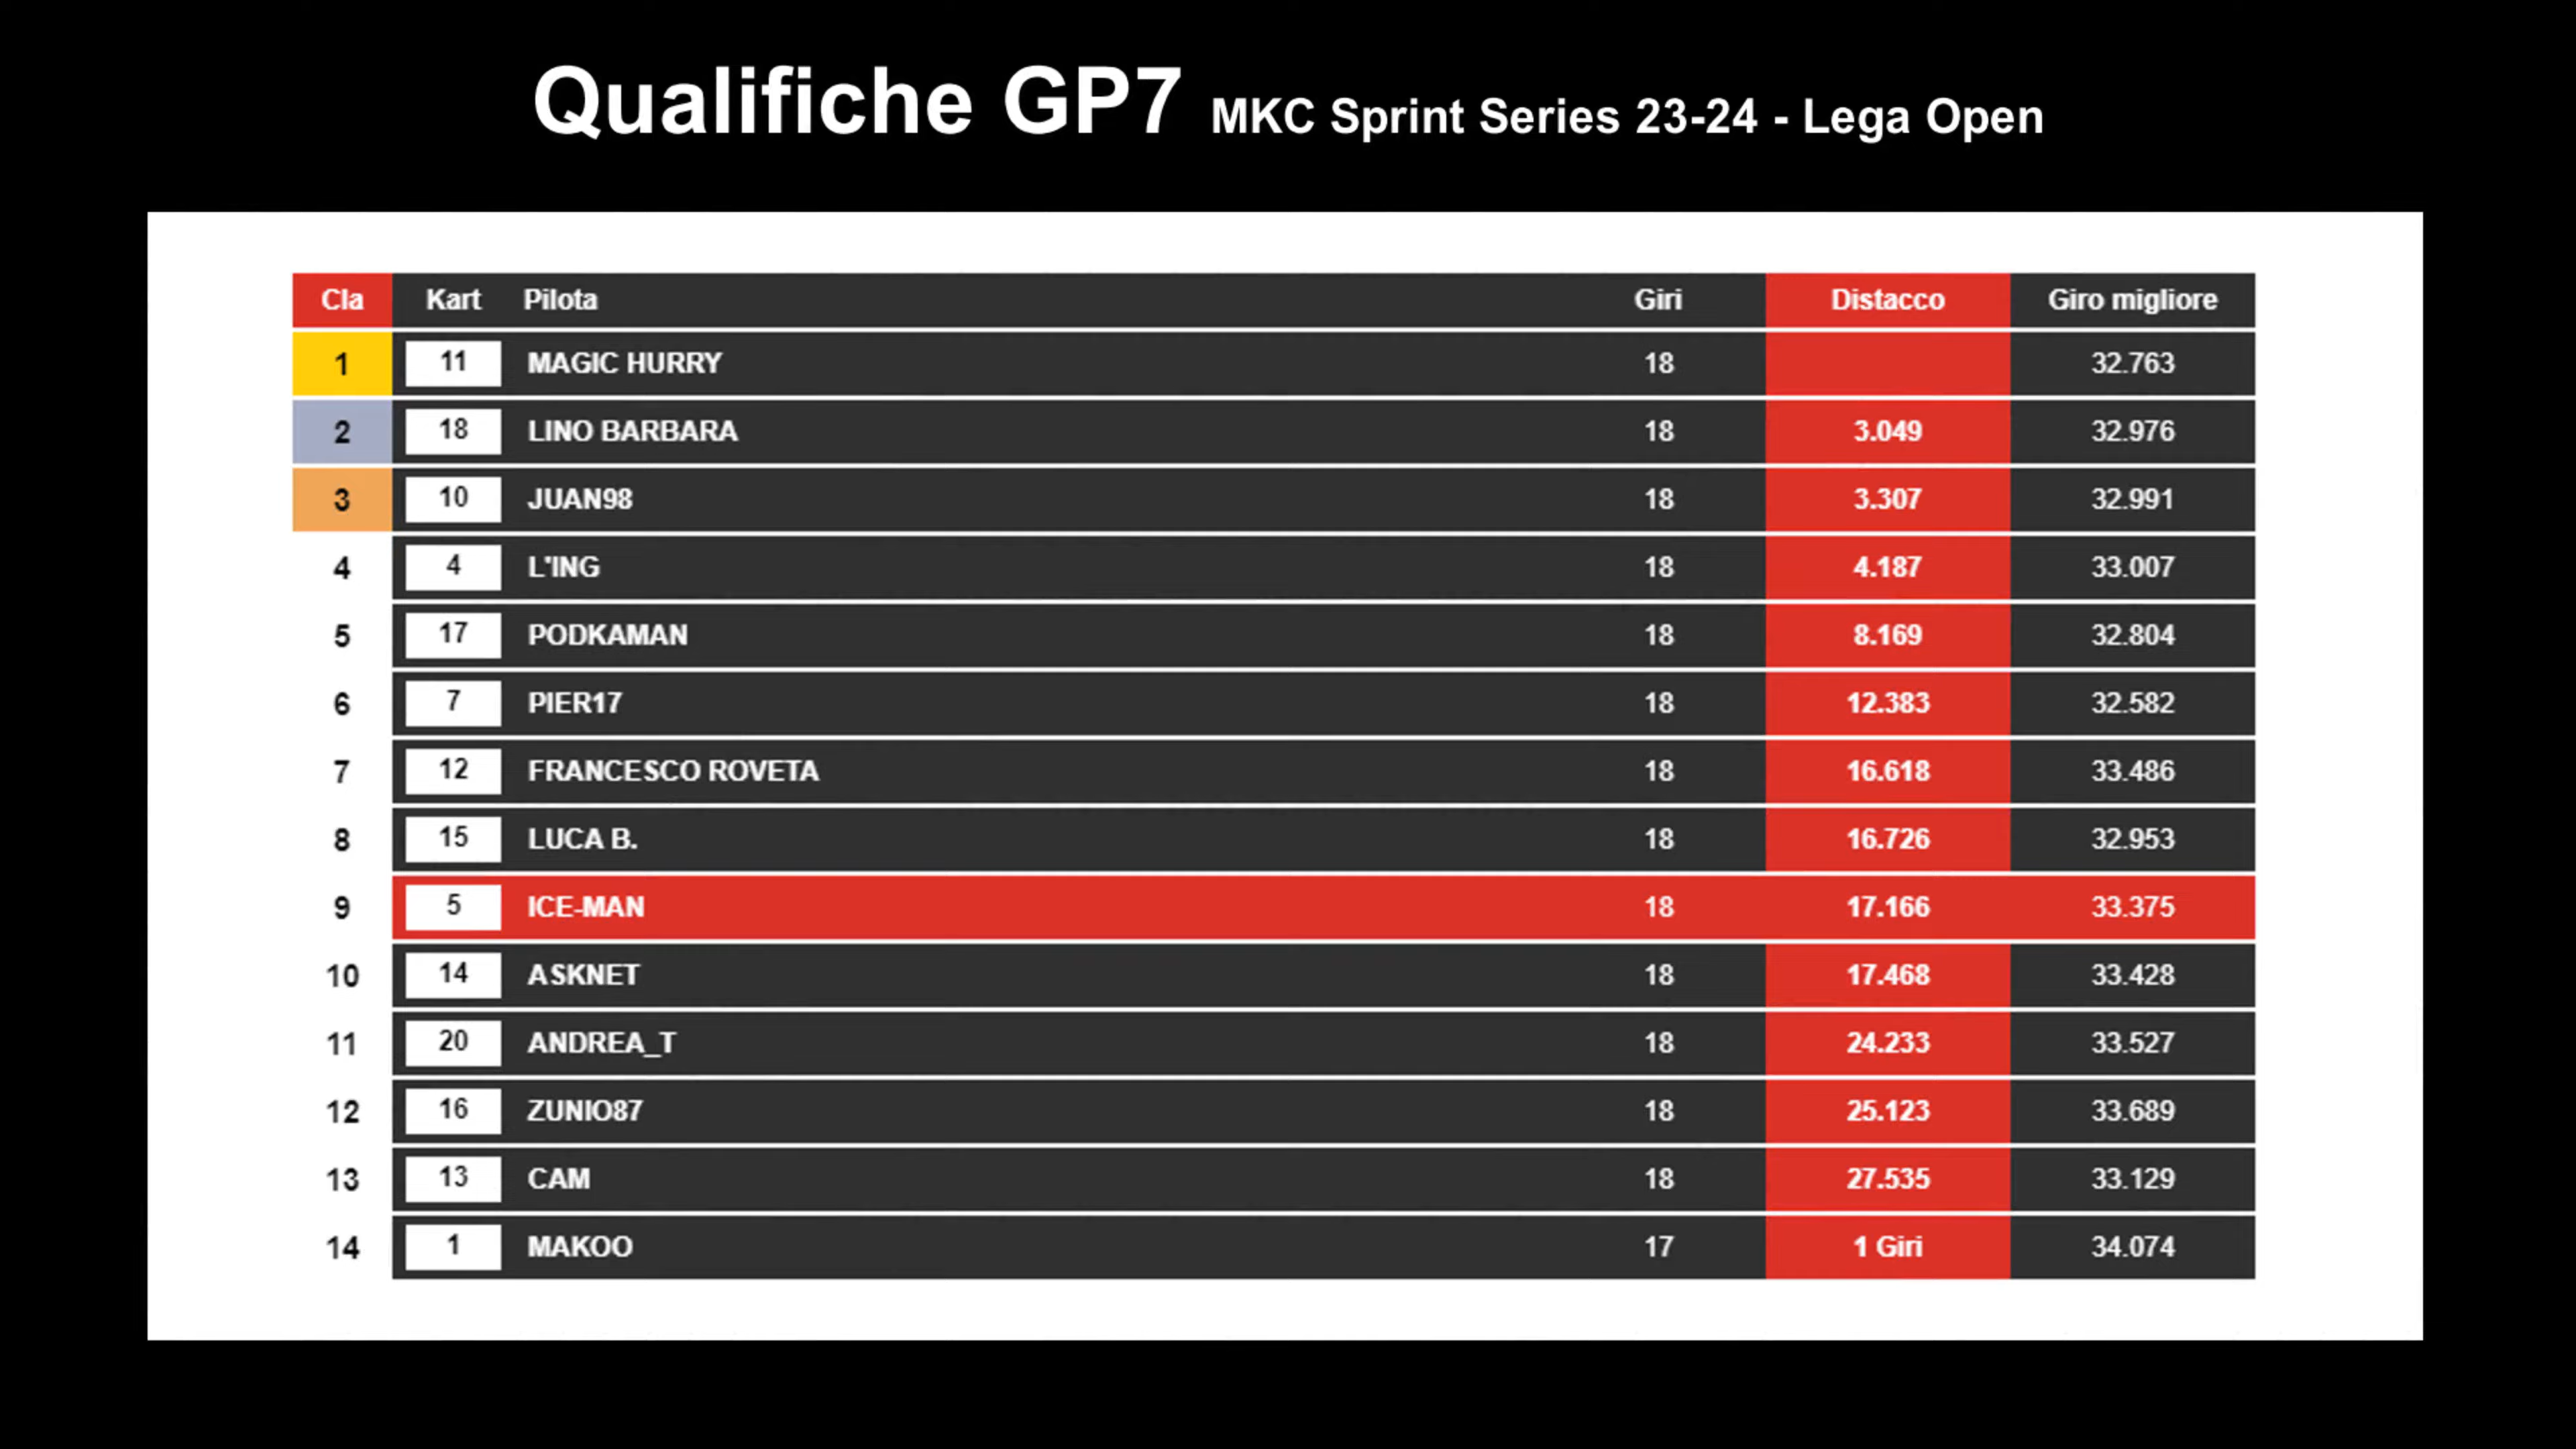 Qualifiche GP7 MKC Sprint Series 23-24 - Lega Open
Cla Kart Pilota Giri Distacco Giro migliore
1 11 MAGIC HURRY 18 32.763
2 18 LINO BARBARA 18 3.049 32.976
3 10 JUAN98 18 3.307 32.991
4 4 L'ING 18 4.187 33.007
5 17 PODKAMAN 18 8.169 32.804
6 7 PIER17 18 12.383 32.582
7 12 FRANCESCO ROVETA 18 16.618 33.486
8 15 LUCA B. 18 16.726 32.953
9 5 ICE-MAN 18 17.166 33.375
10 14 ASKNET 18 17.468 33.428
11 20 ANDREA_T 18 24.233 33.527
12 16 ZUNIO87 18 25.123 33.689
13 13 CAM 18 27.535 33.129
14 1 MAKOO 17 1 Giri 34.074